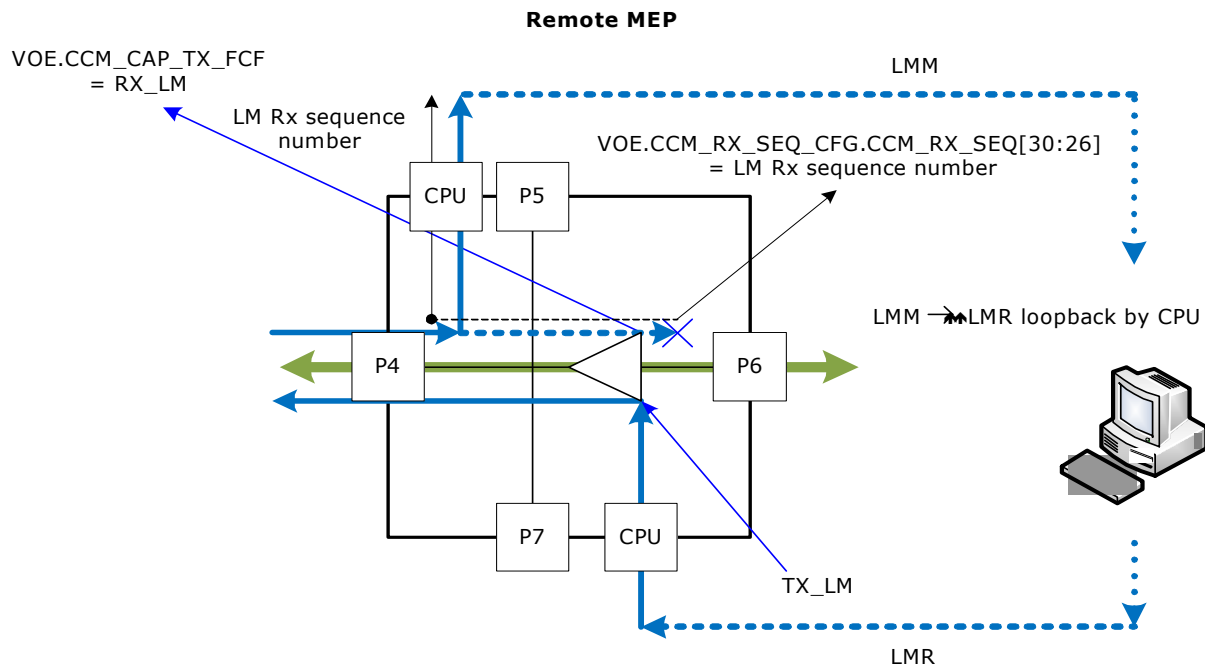 Remote MEP
VOE.CCM_CAP_TX_FCF
= RX_LM
LMM
LM Rx sequence
number
VOE.CCM_RX_SEQ_CFG.CCM_RX_SEQ[30:26]
= LM Rx sequence number
CPU
P5
LMM
LMR loopback by CPU
P4
P6
P7
CPU
TX_LM
LMR